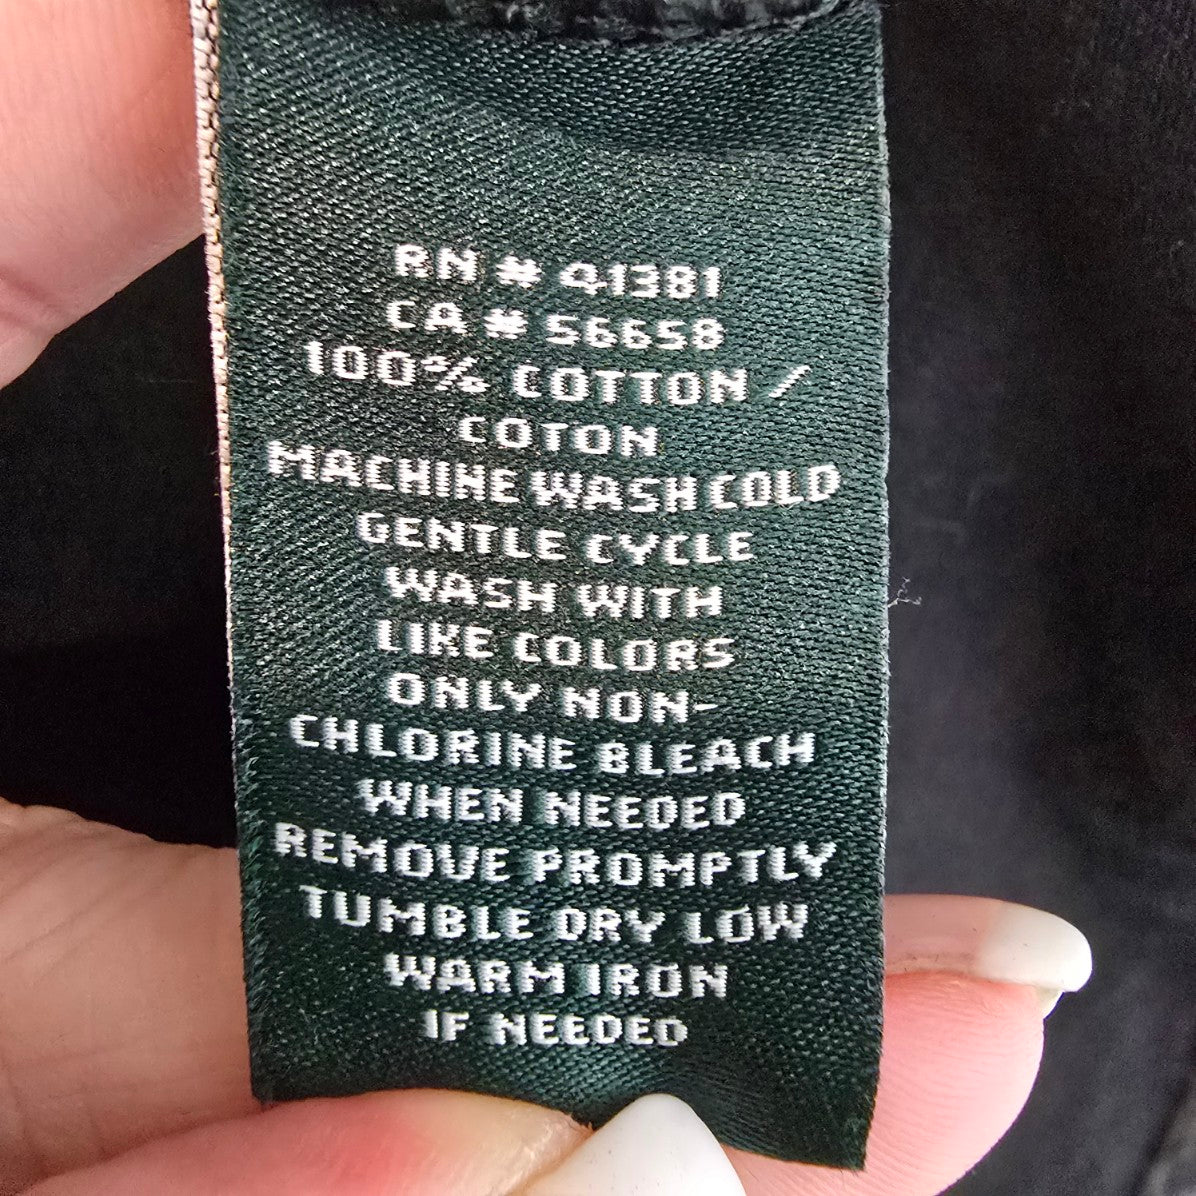 RN # 41381
CA # 56658
100% COTTON /
COTON
MACHINE WASH COLD
GENTLE CYCLE
WASH WITH
LIKE COLORS
ONLY NON-
CHLORINE BLEACH
WHEN NEEDED
REMOVE PROMPTLY
TUMBLE DRY LOW
WARM IRON
IF NEEDED